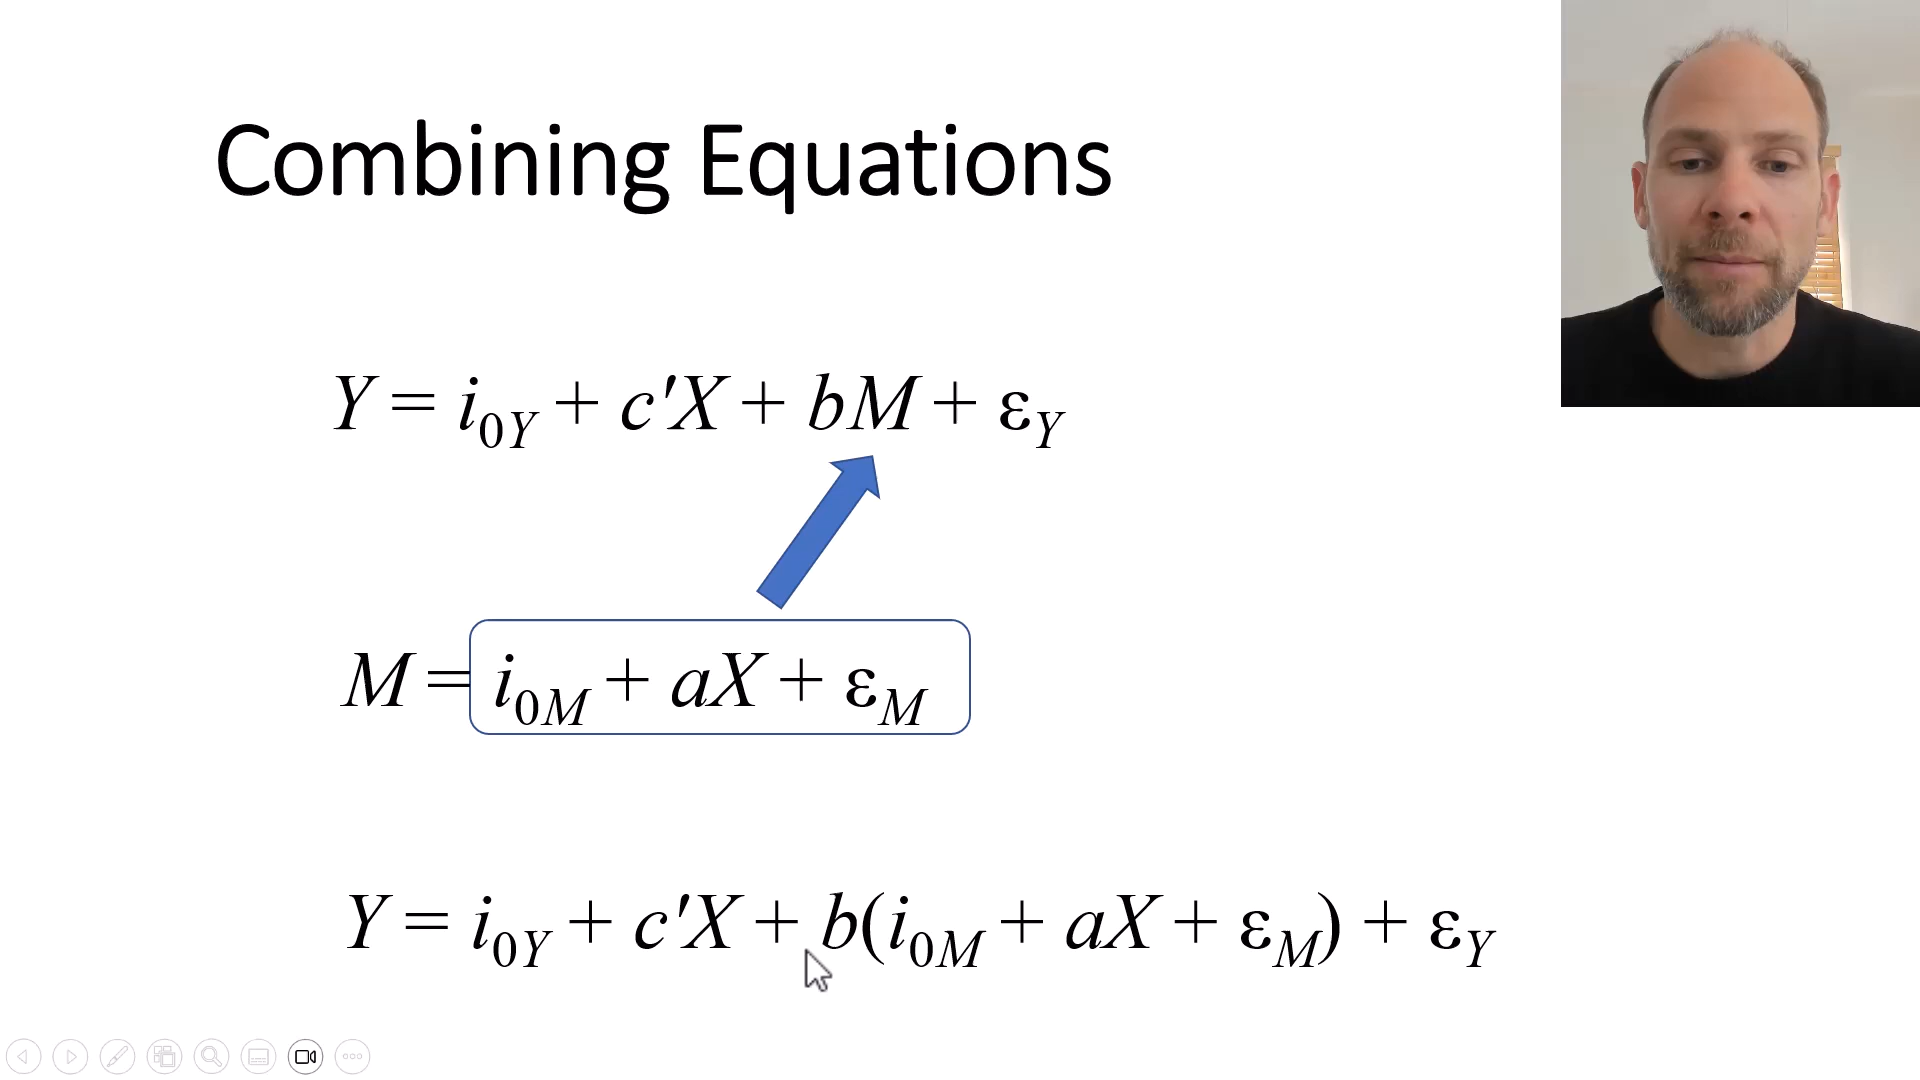 Combining Equations
Y = i₀Y + c'X + bM + εY
M = i₀M + aX + εM
Y = i₀Y + c'X + b(i₀M + aX + εM) + εY